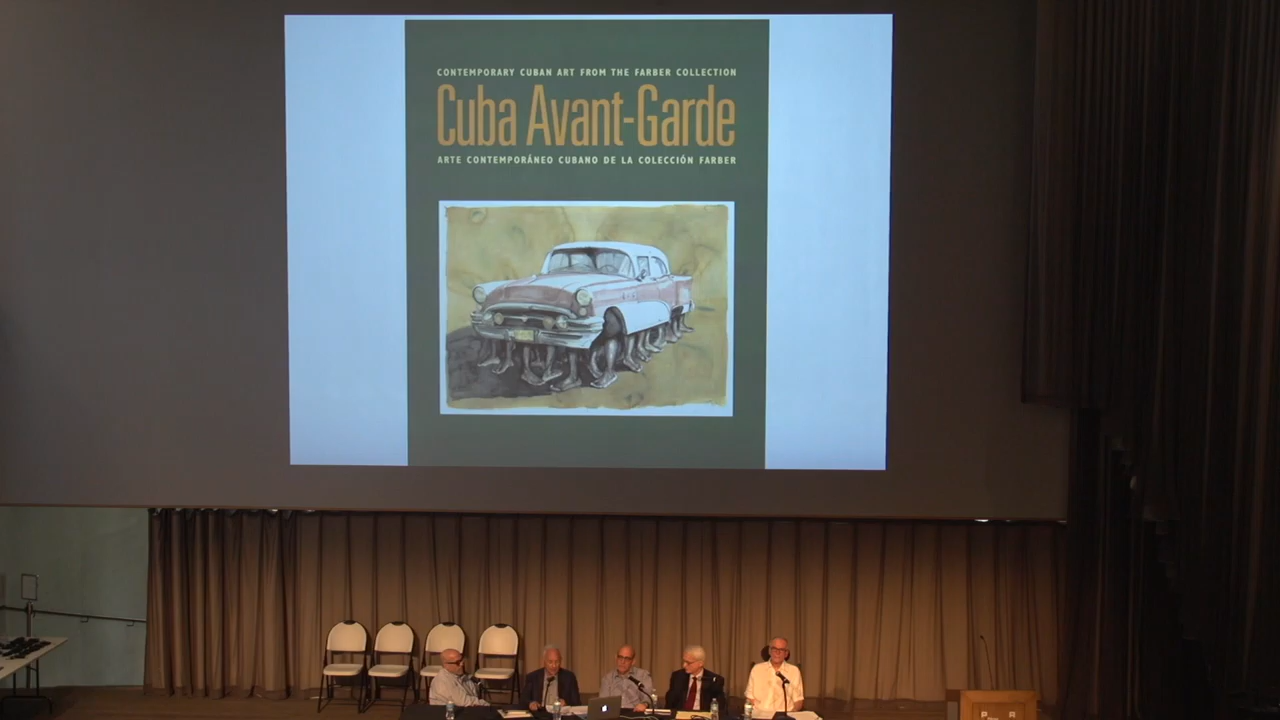 CONTEMPORARY CUBAN ART FROM THE FARBER COLLECTION
Cuba Avant-Garde
ARTE CONTEMPORÁNEO CUBANO DE LA COLECCIÓN FARBER